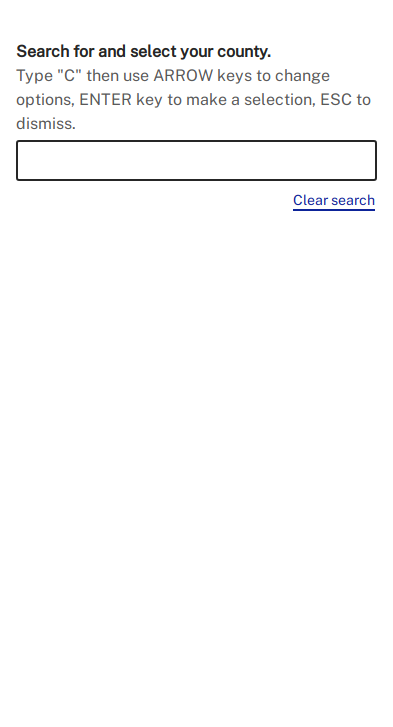 Search for and select your county.
Type "C" then use ARROW keys to change
options, ENTER key to make a selection, ESC to
dismiss.
Clear search